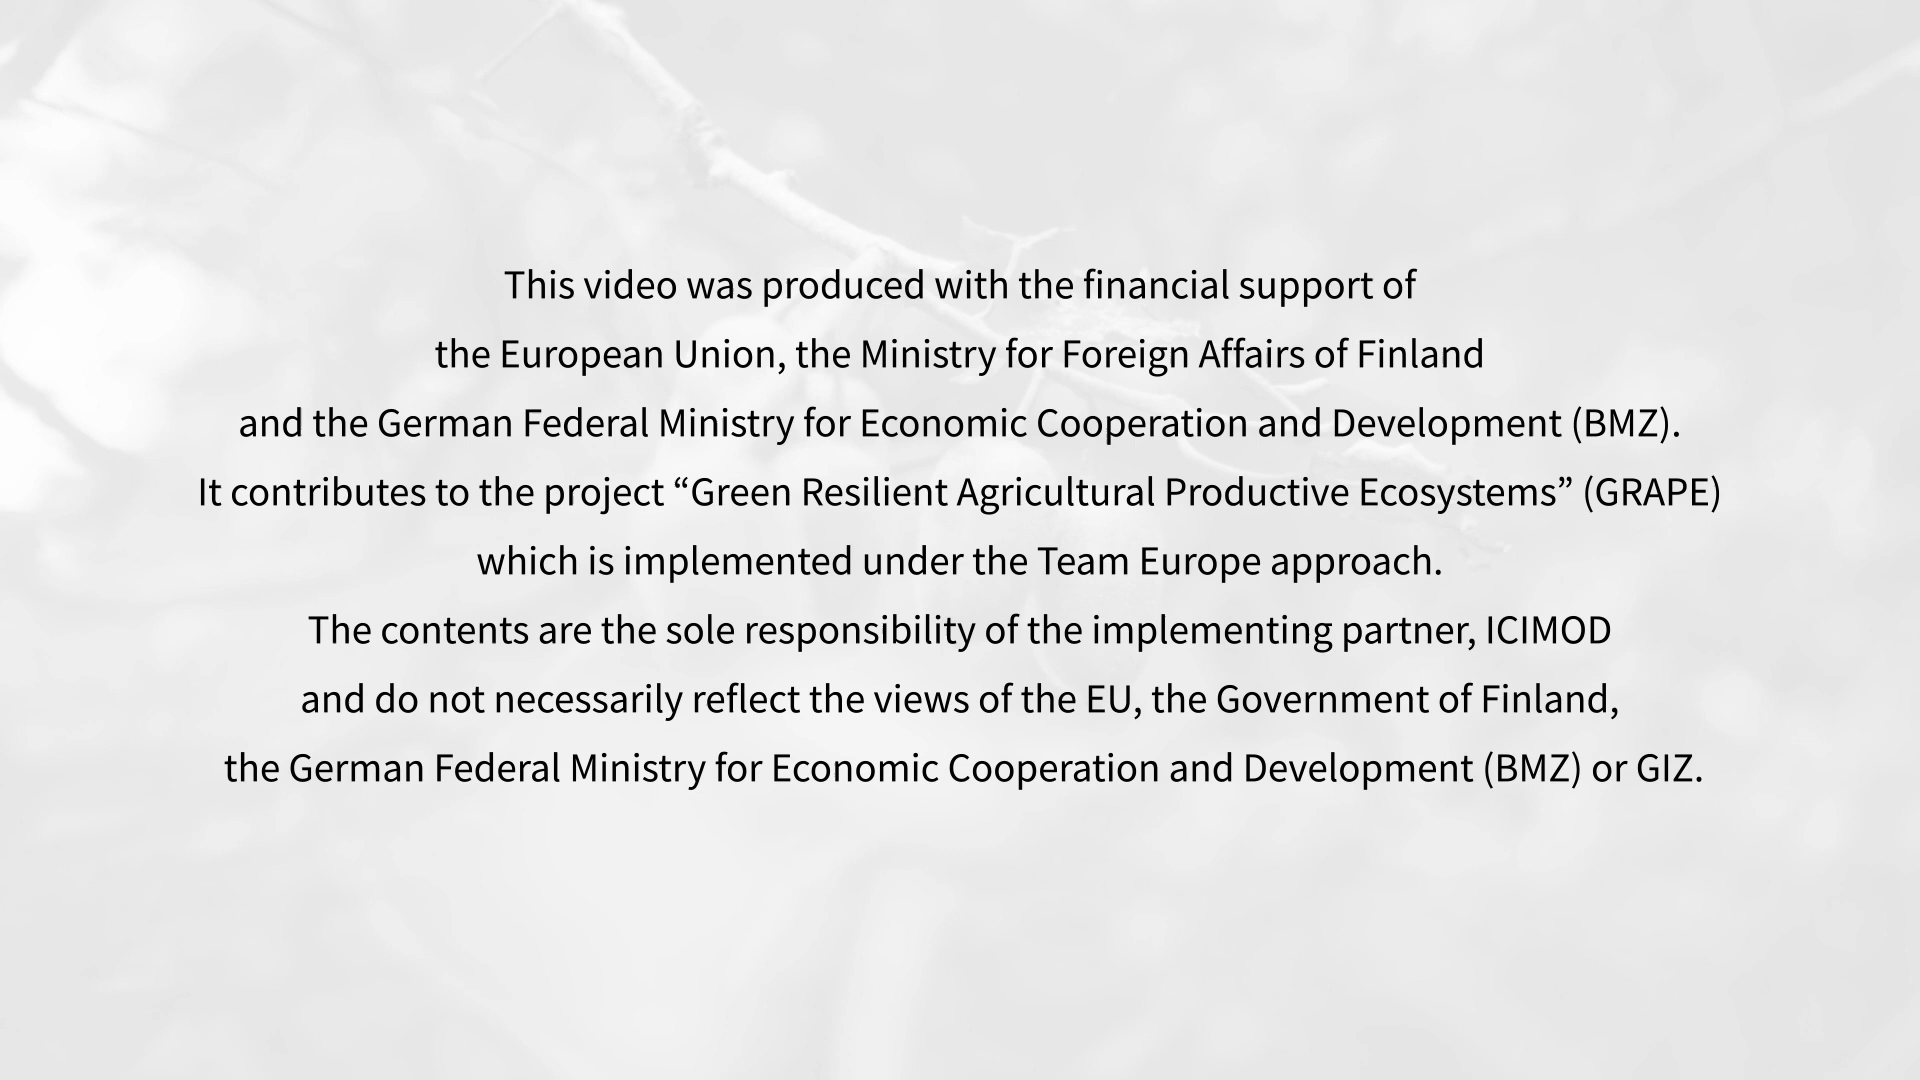 This video was produced with the financial support of
the European Union, the Ministry for Foreign Affairs of Finland
and the German Federal Ministry for Economic Cooperation and Development (BMZ).
It contributes to the project “Green Resilient Agricultural Productive Ecosystems” (GRAPE)
which is implemented under the Team Europe approach.
The contents are the sole responsibility of the implementing partner, ICIMOD
and do not necessarily reflect the views of the EU, the Government of Finland,
the German Federal Ministry for Economic Cooperation and Development (BMZ) or GIZ.